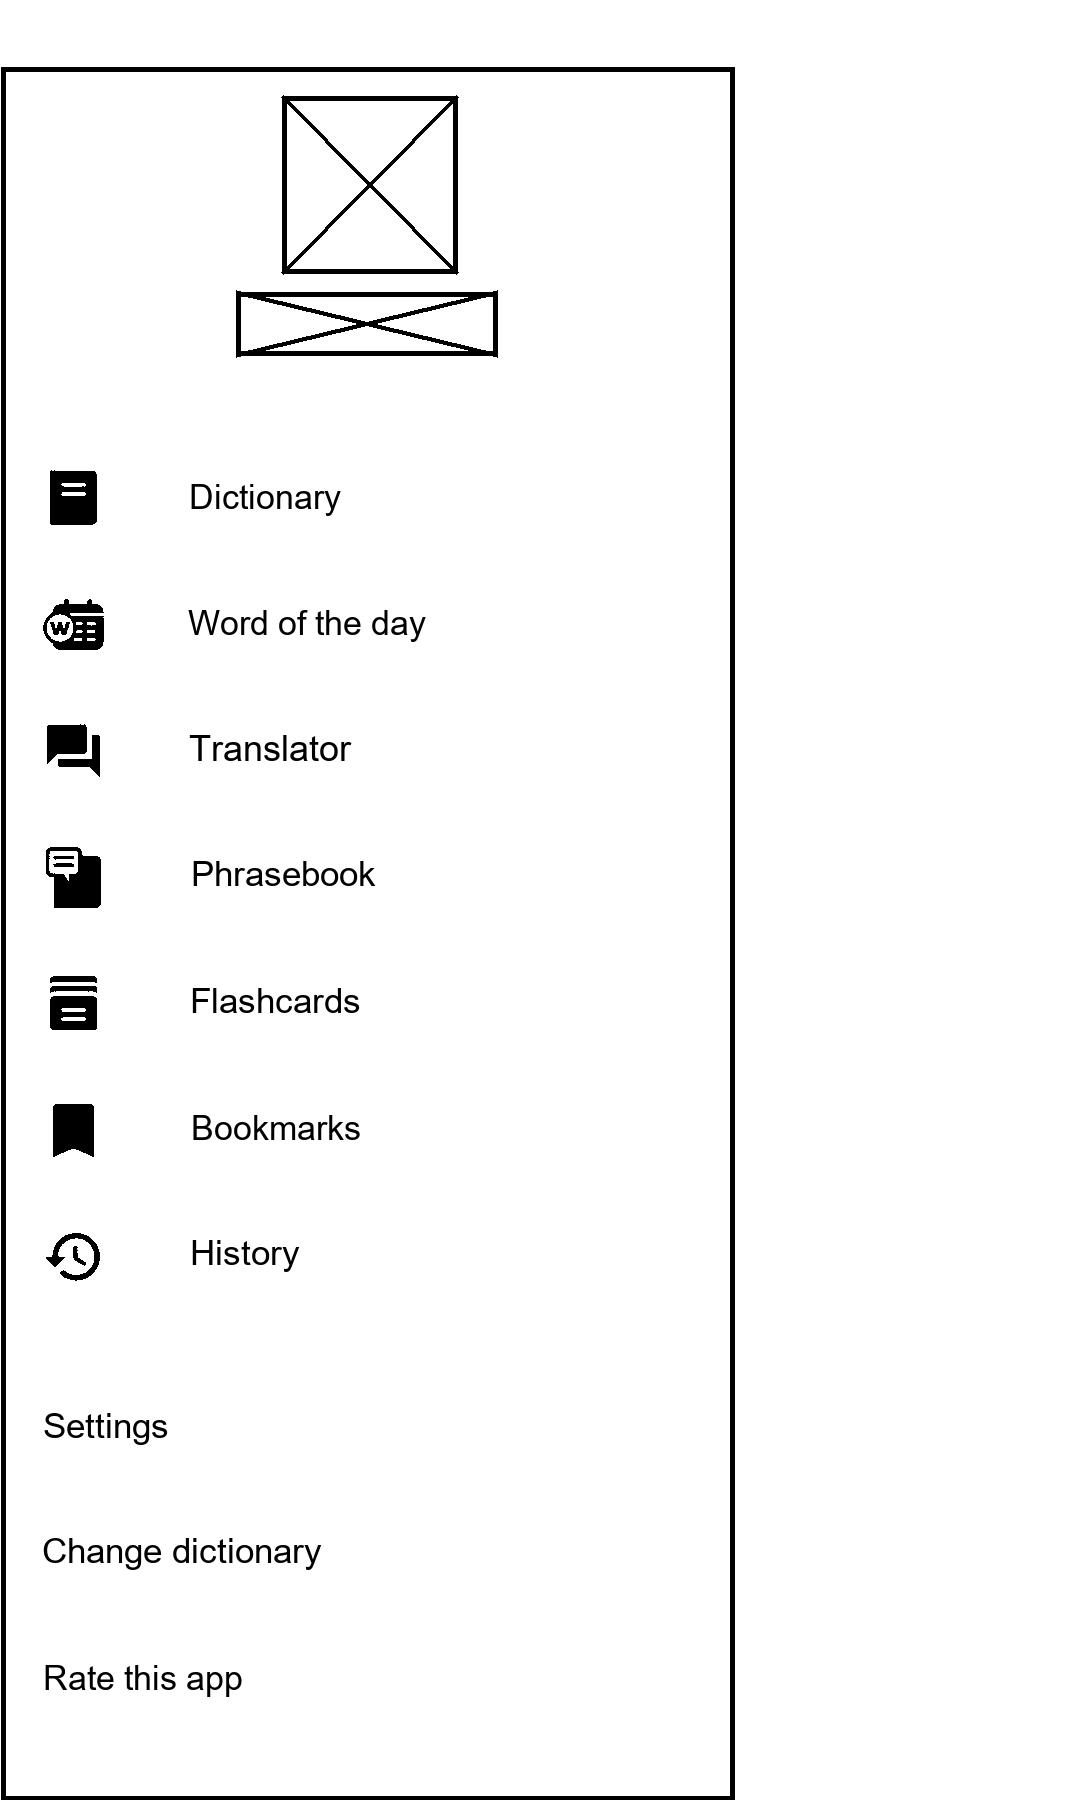 Dictionary
Word of the day
Translator
Phrasebook
Flashcards
Bookmarks
History
Settings
Change dictionary
Rate this app